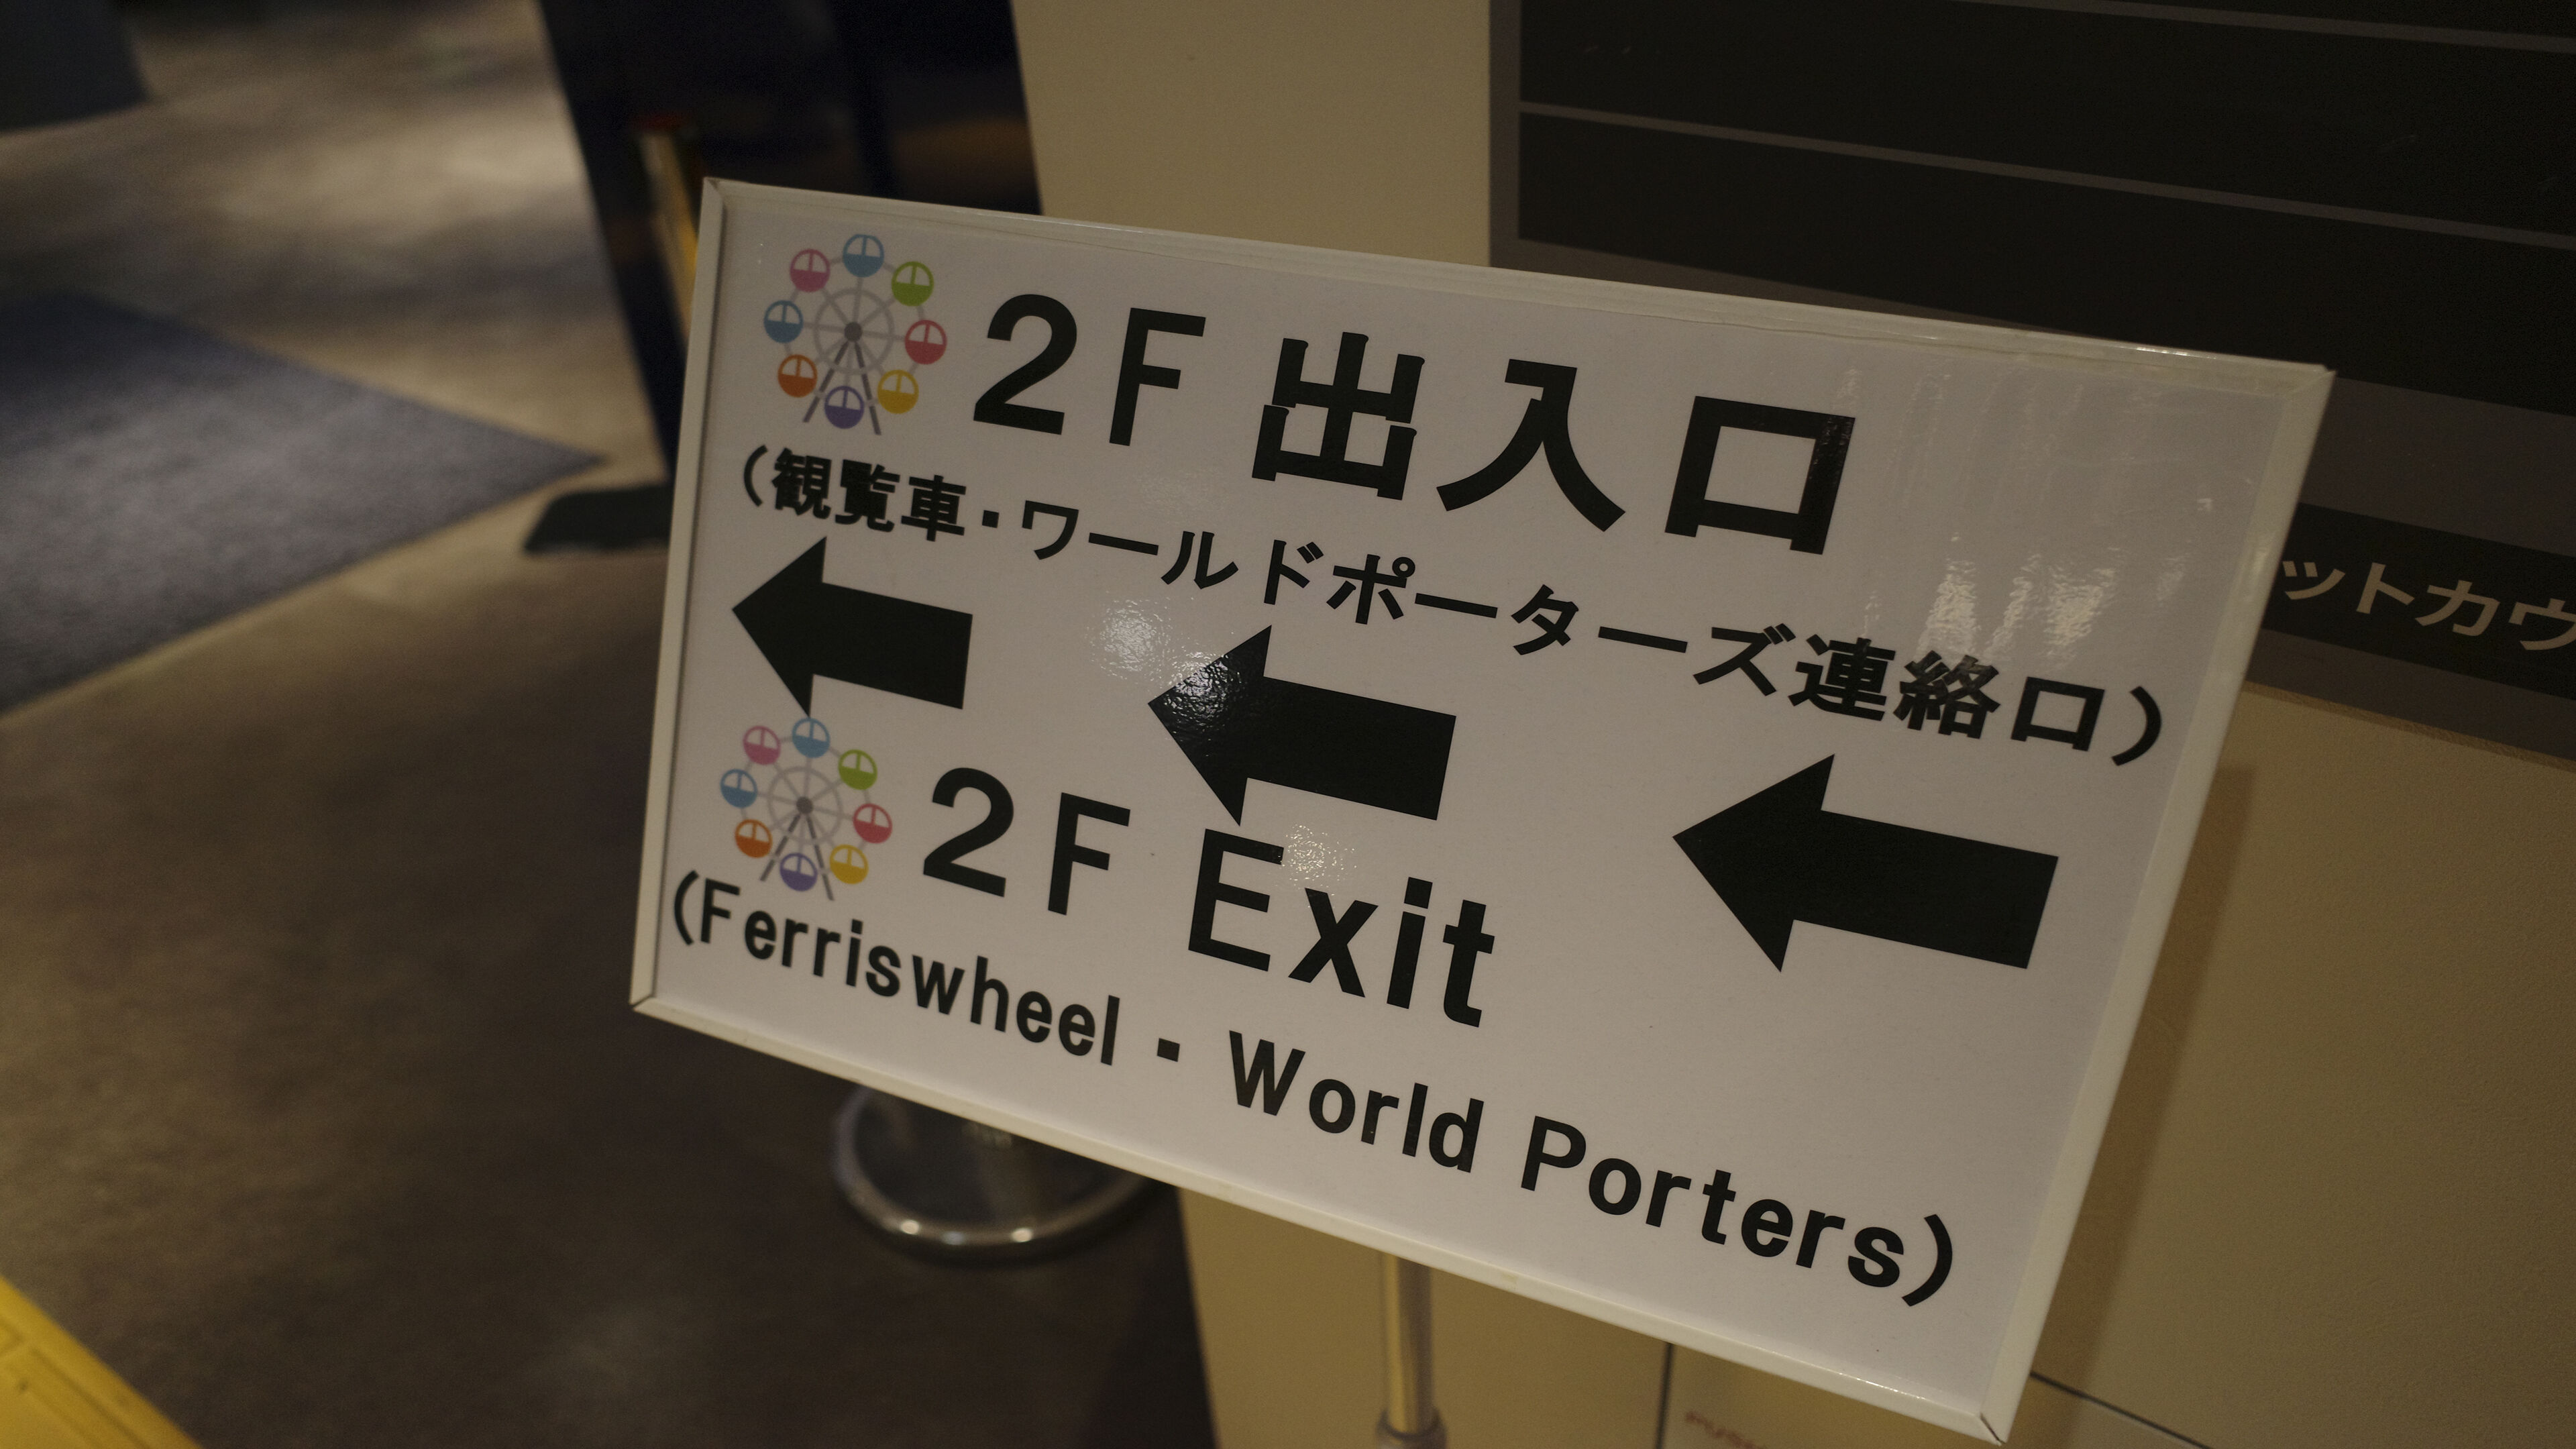 2F 出入口
(観覧車・ワールドポーターズ連絡口)
2F Exit
(Ferriswheel・World Porters)
ットカウ